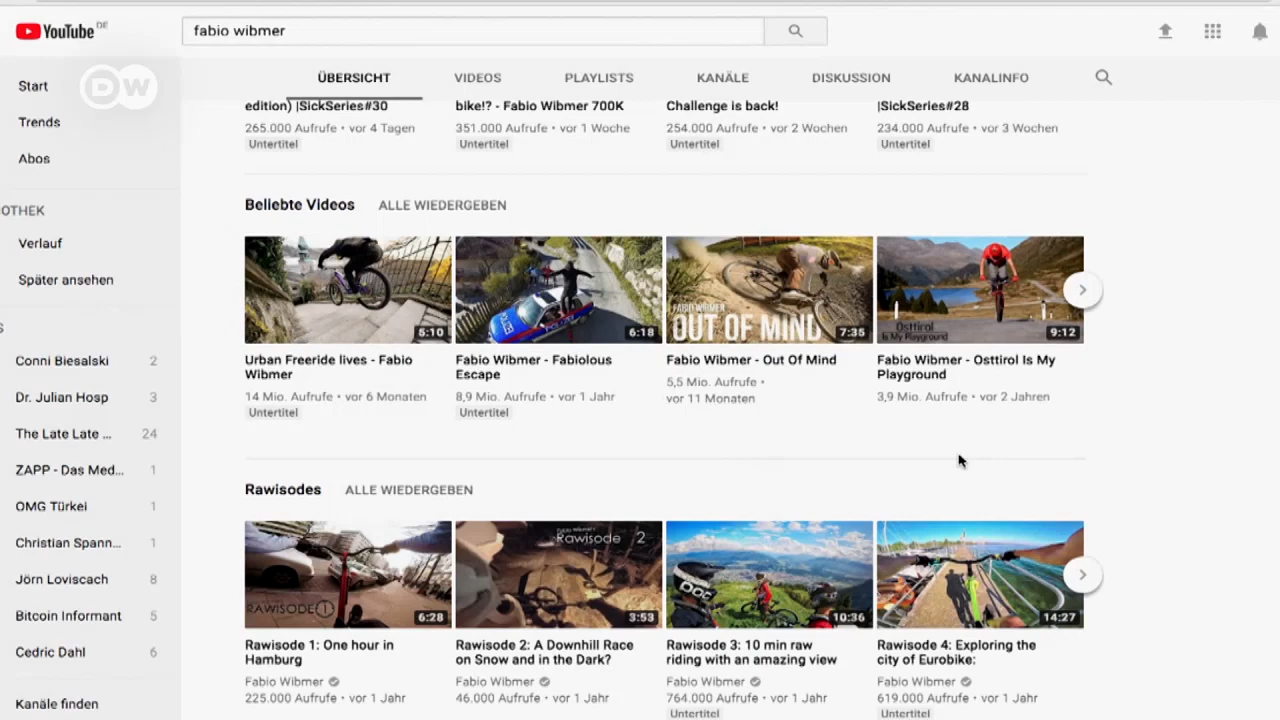 YouTube DE
fabio wibmer
DW
Start
Trends
Abos
OTHEK
Verlauf
Später ansehen
S
Conni Biesalski 2
Dr. Julian Hosp 3
The Late Late ... 24
ZAPP - Das Med... 1
OMG Türkei 1
Christian Spann... 1
Jörn Loviscach 8
Bitcoin Informant 5
Cedric Dahl 6
Kanäle finden
ÜBERSICHT VIDEOS PLAYLISTS KANÄLE DISKUSSION KANALINFO
edition) |SickSeries#30
265.000 Aufrufe • vor 4 Tagen
Untertitel
bike!? - Fabio Wibmer 700K
351.000 Aufrufe • vor 1 Woche
Untertitel
Challenge is back!
254.000 Aufrufe • vor 2 Wochen
Untertitel
|SickSeries#28
234.000 Aufrufe • vor 3 Wochen
Untertitel
Beliebte Videos ALLE WIEDERGEBEN
5:10
Urban Freeride lives - Fabio
Wibmer
14 Mio. Aufrufe • vor 6 Monaten
Untertitel
POLIZEI
6:18
Fabio Wibmer - Fabiolous
Escape
8,9 Mio. Aufrufe • vor 1 Jahr
Untertitel
FABIO WIBMER
OUT OF MIND
7:35
Fabio Wibmer - Out Of Mind
5,5 Mio. Aufrufe •
vor 11 Monaten
Osttirol
Is My Playground
9:12
Fabio Wibmer - Osttirol Is My
Playground
3,9 Mio. Aufrufe • vor 2 Jahren
Rawisodes ALLE WIEDERGEBEN
RAWISODE 1
6:28
Rawisode 1: One hour in
Hamburg
Fabio Wibmer
225.000 Aufrufe • vor 1 Jahr
FABIO WIBMER'S
Rawisode 2
3:53
Rawisode 2: A Downhill Race
on Snow and in the Dark?
Fabio Wibmer
46.000 Aufrufe • vor 1 Jahr
POC
10:36
Rawisode 3: 10 min raw
riding with an amazing view
Fabio Wibmer
764.000 Aufrufe • vor 1 Jahr
Untertitel
14:27
Rawisode 4: Exploring the
city of Eurobike:
Fabio Wibmer
619.000 Aufrufe • vor 1 Jahr
Untertitel